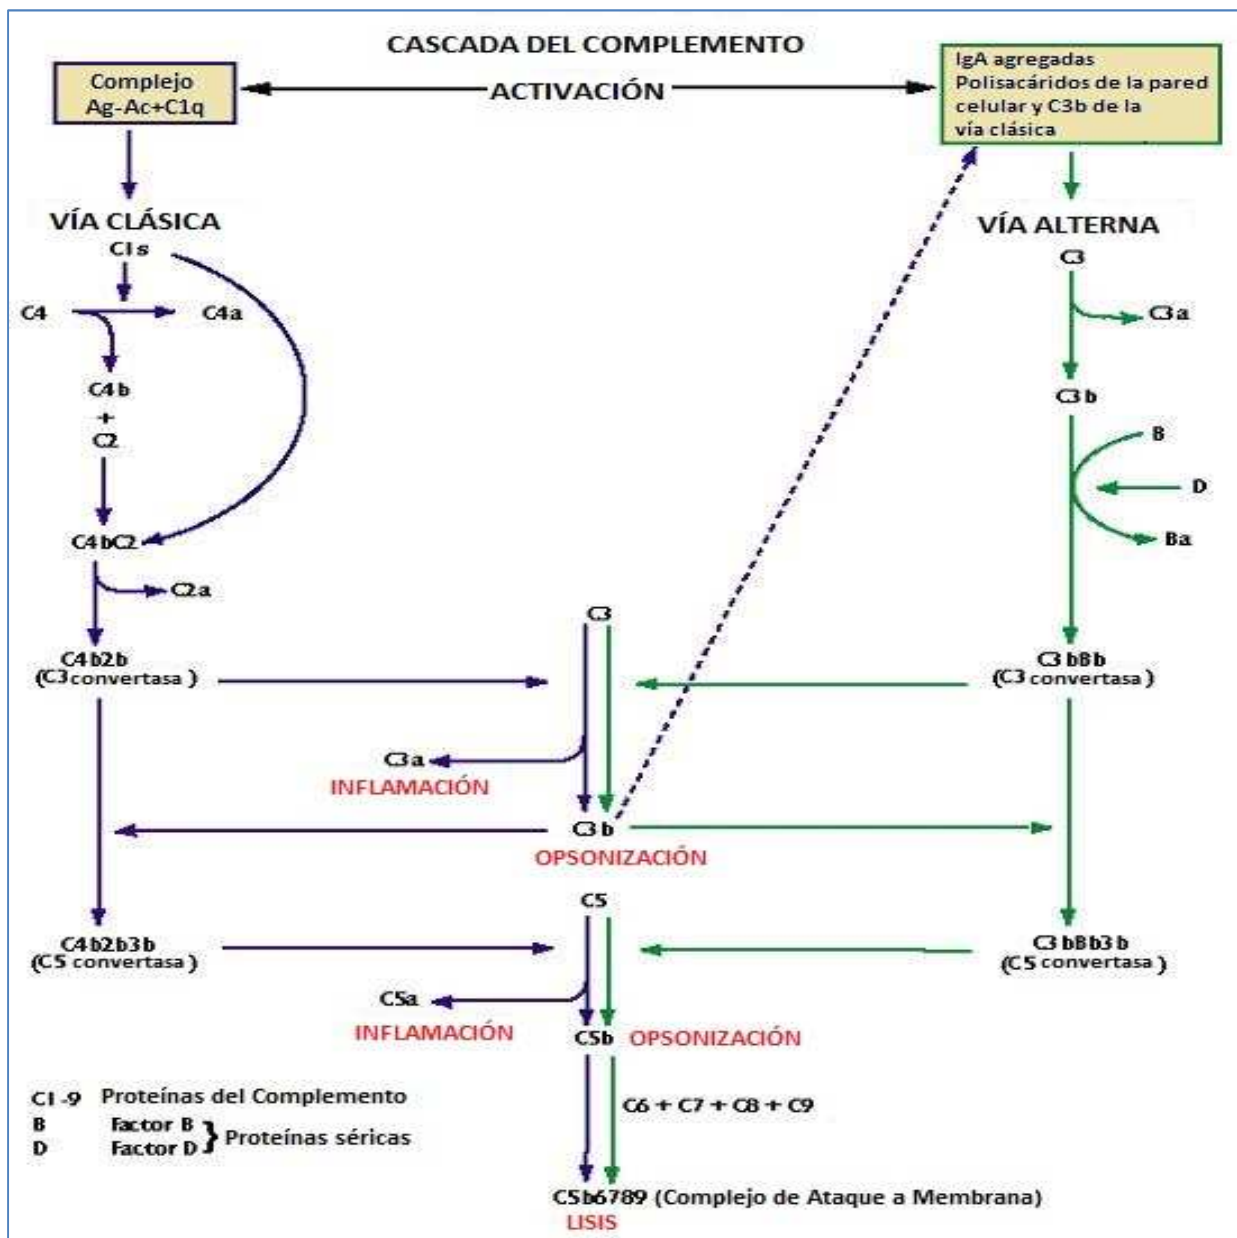 CASCADA DEL COMPLEMENTO
ACTIVACIÓN
Complejo
Ag-Ac+C1q
IgA agregadas
Polisacáridos de la pared
celular y C3b de la
vía clásica
VÍA CLÁSICA
C1s
C4
C4a
C4b
+
C2
C4bC2
C2a
C4b2b
(C3 convertasa)
VÍA ALTERNA
C3
C3a
C3b
B
D
Ba
C3bBb
(C3 convertasa)
C3
C3a
INFLAMACIÓN
C3b
OPSONIZACIÓN
C5
C4b2b3b
(C5 convertasa)
C3bBb3b
(C5 convertasa)
C5a
INFLAMACIÓN
C5b OPSONIZACIÓN
C6 + C7 + C8 + C9
C1-9 Proteínas del Complemento
B Factor B
D Factor D
} Proteínas séricas
C5b6789 (Complejo de Ataque a Membrana)
LISIS